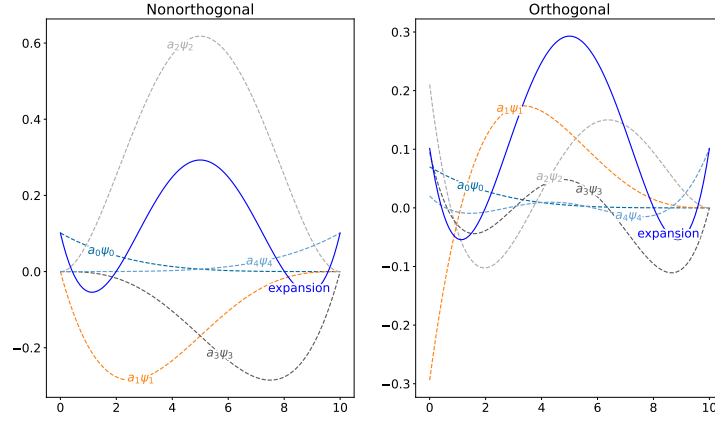 Nonorthogonal
0.6
0.4
0.2
0.0
−0.2
0
2
4
6
8
10
a₂ψ₂
a₀ψ₀
a₄ψ₄
expansion
a₃ψ₃
a₁ψ₁
Orthogonal
0.3
0.2
0.1
0.0
−0.1
−0.2
−0.3
0
2
4
6
8
10
a₁ψ₁
a₀ψ₀
a₂ψ₂
a₃ψ₃
a₄ψ₄
expansion